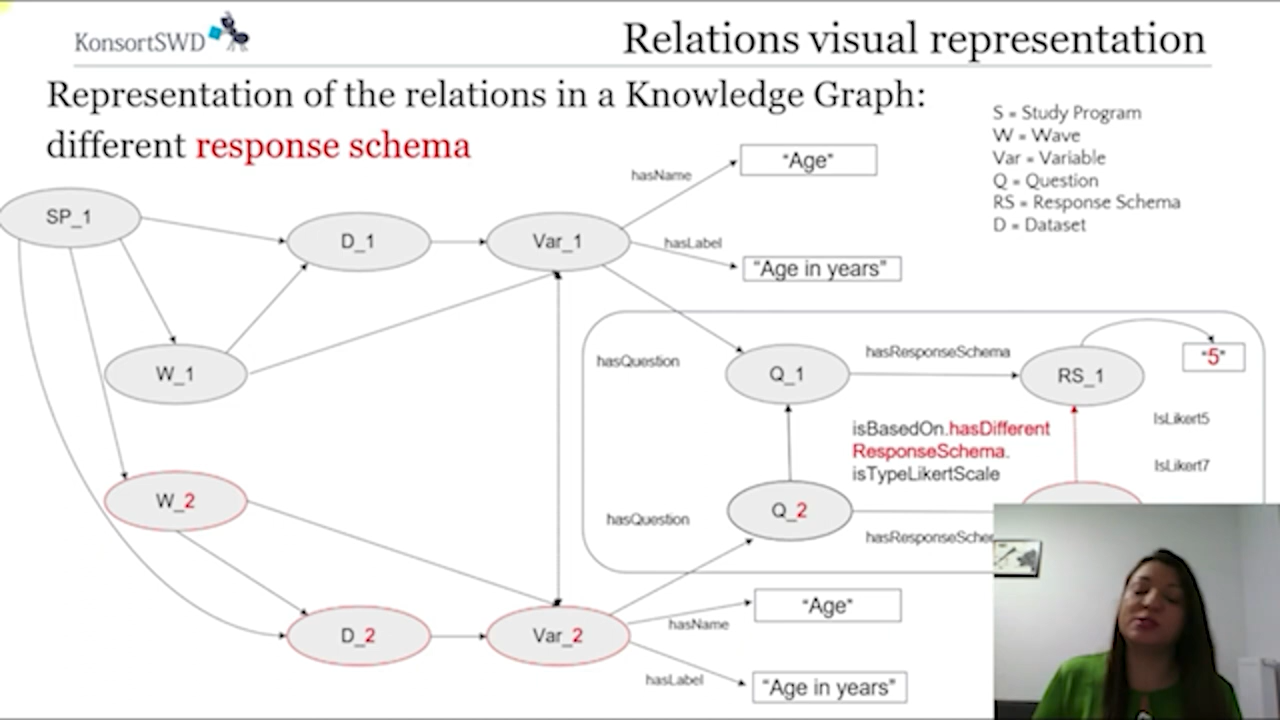 KonsortSWD
Relations visual representation
Representation of the relations in a Knowledge Graph:
different response schema
S = Study Program
W = Wave
Var = Variable
Q = Question
RS = Response Schema
D = Dataset
hasName
"Age"
SP_1
D_1
Var_1
hasLabel
"Age in years"
W_1
hasQuestion
Q_1
hasResponseSchema
RS_1
"5"
isBasedOn.hasDifferent
ResponseSchema.
isTypeLikertScale
IsLikert5
IsLikert7
W_2
hasQuestion
Q_2
hasResponseSche
D_2
Var_2
hasName
"Age"
hasLabel
"Age in years"